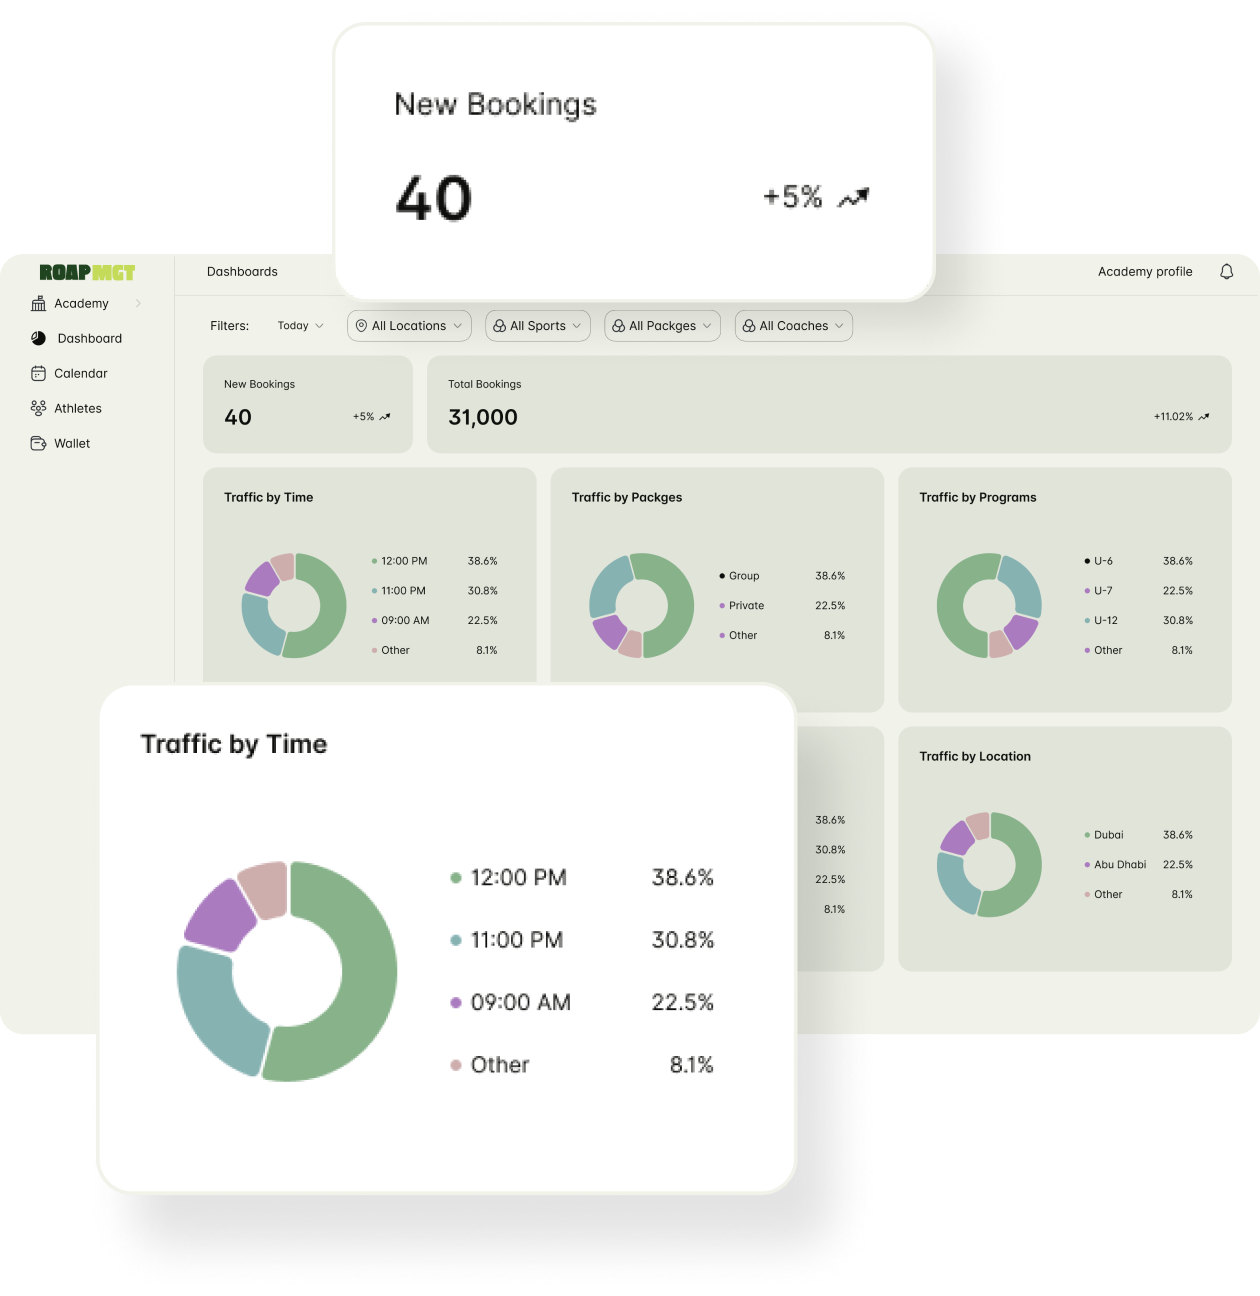 New Bookings
40 +5%
ROAPMGT
Dashboards
Academy profile
Academy
Dashboard
Calendar
Athletes
Wallet
Filters: Today All Locations All Sports All Packges All Coaches
New Bookings
40 +5%
Total Bookings
31,000 +11.02%
Traffic by Time
12:00 PM 38.6%
11:00 PM 30.8%
09:00 AM 22.5%
Other 8.1%
Traffic by Packges
Group 38.6%
Private 22.5%
Other 8.1%
Traffic by Programs
U-6 38.6%
U-7 22.5%
U-12 30.8%
Other 8.1%
Traffic by Time
12:00 PM 38.6%
11:00 PM 30.8%
09:00 AM 22.5%
Other 8.1%
38.6%
30.8%
22.5%
8.1%
Traffic by Location
Dubai 38.6%
Abu Dhabi 22.5%
Other 8.1%